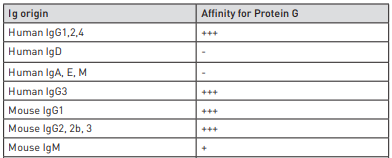 Ig origin Affinity for Protein G
Human IgG1,2,4 +++
Human IgD -
Human IgA, E, M -
Human IgG3 +++
Mouse IgG1 +++
Mouse IgG2, 2b, 3 +++
Mouse IgM +